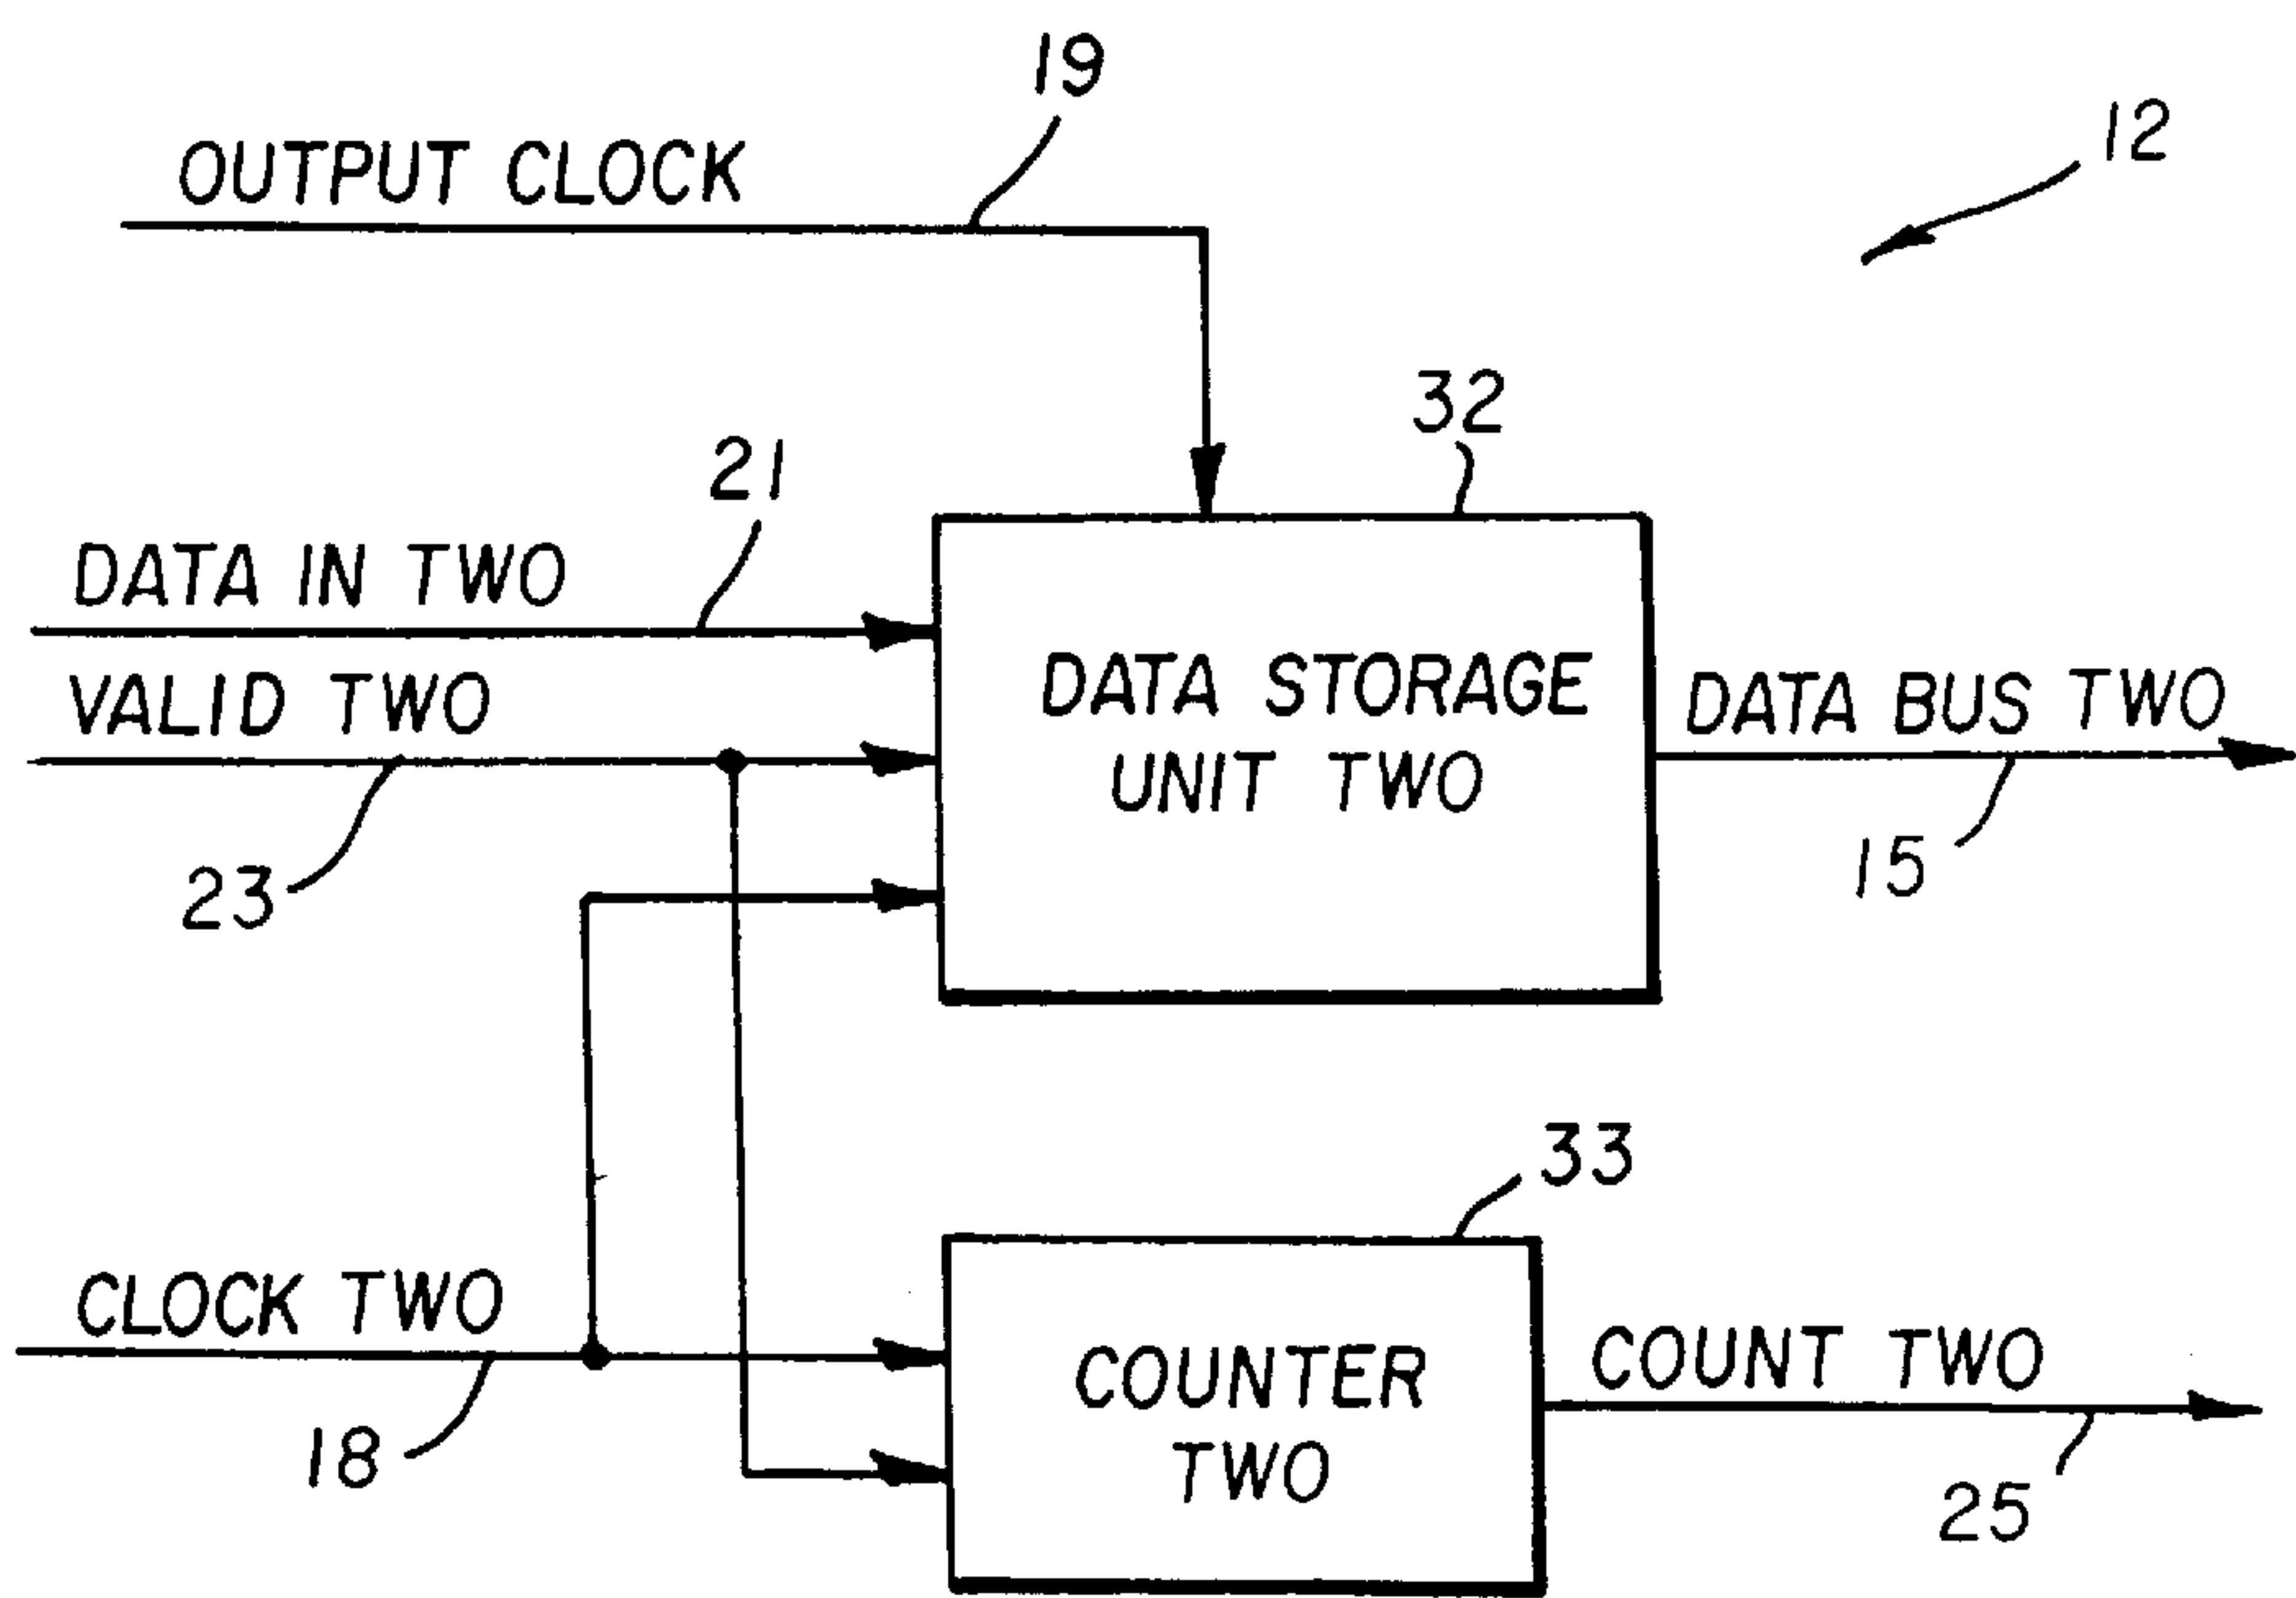 19
12
OUTPUT CLOCK
32
21
DATA IN TWO
VALID TWO
DATA STORAGE
UNIT TWO
DATA BUS TWO
23
15
33
CLOCK TWO
18
COUNTER
TWO
COUNT TWO
25